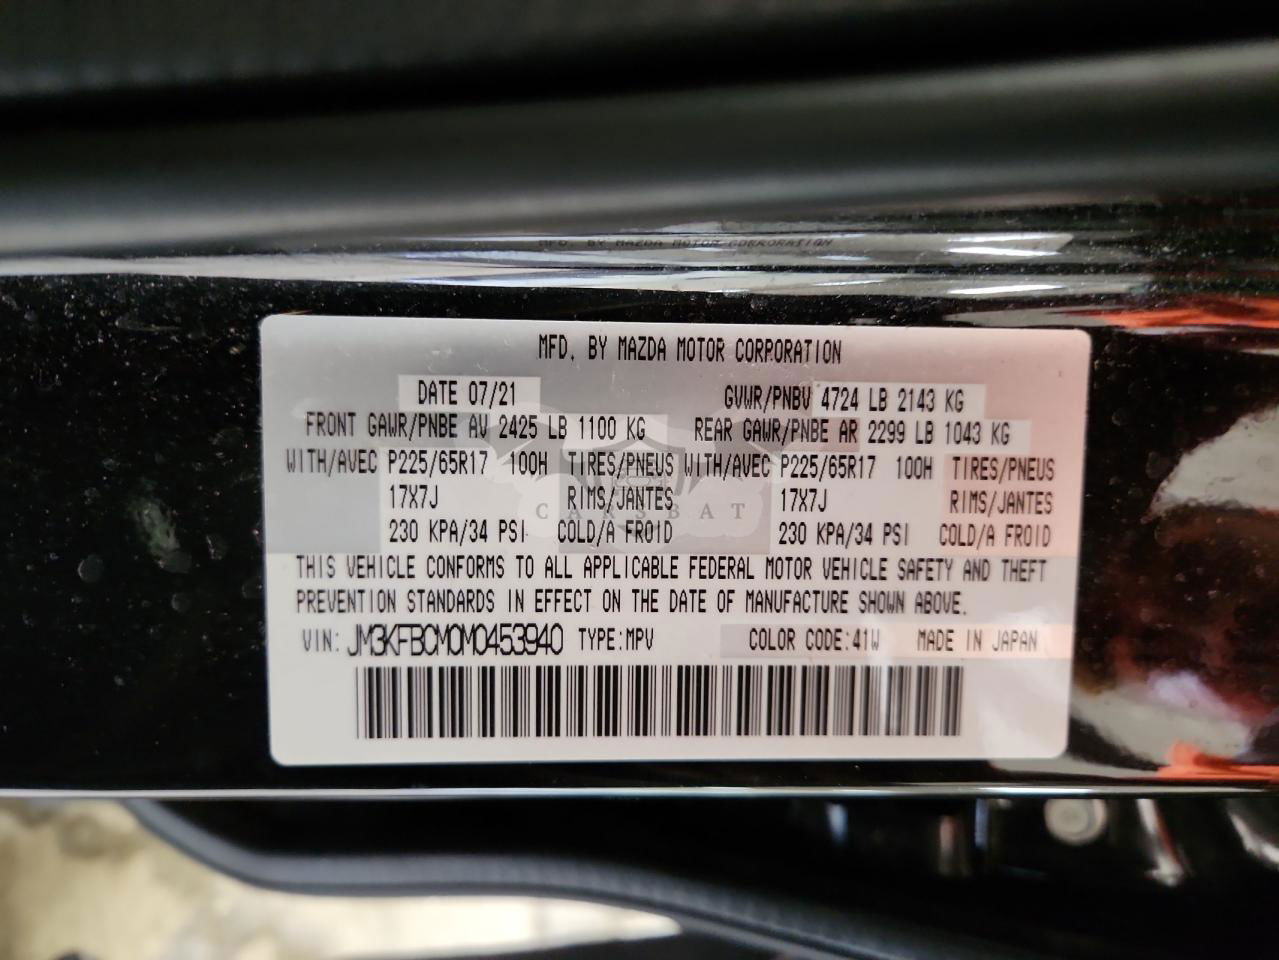 MFD. BY MAZDA MOTOR CORPORATION
MFD. BY MAZDA MOTOR CORPORATION
DATE 07/21 GVWR/PNBV 4724 LB 2143 KG
FRONT GAWR/PNBE AV 2425 LB 1100 KG REAR GAWR/PNBE AR 2299 LB 1043 KG
WITH/AVEC P225/65R17 100H TIRES/PNEUS WITH/AVEC P225/65R17 100H TIRES/PNEUS
17X7J RIMS/JANTES 17X7J RIMS/JANTES
CARSBAT
230 KPA/34 PSI COLD/A FROID 230 KPA/34 PSI COLD/A FROID
THIS VEHICLE CONFORMS TO ALL APPLICABLE FEDERAL MOTOR VEHICLE SAFETY AND THEFT
PREVENTION STANDARDS IN EFFECT ON THE DATE OF MANUFACTURE SHOWN ABOVE.
VIN: JM3KFBCM0M0453940 TYPE:MPV COLOR CODE:41W MADE IN JAPAN